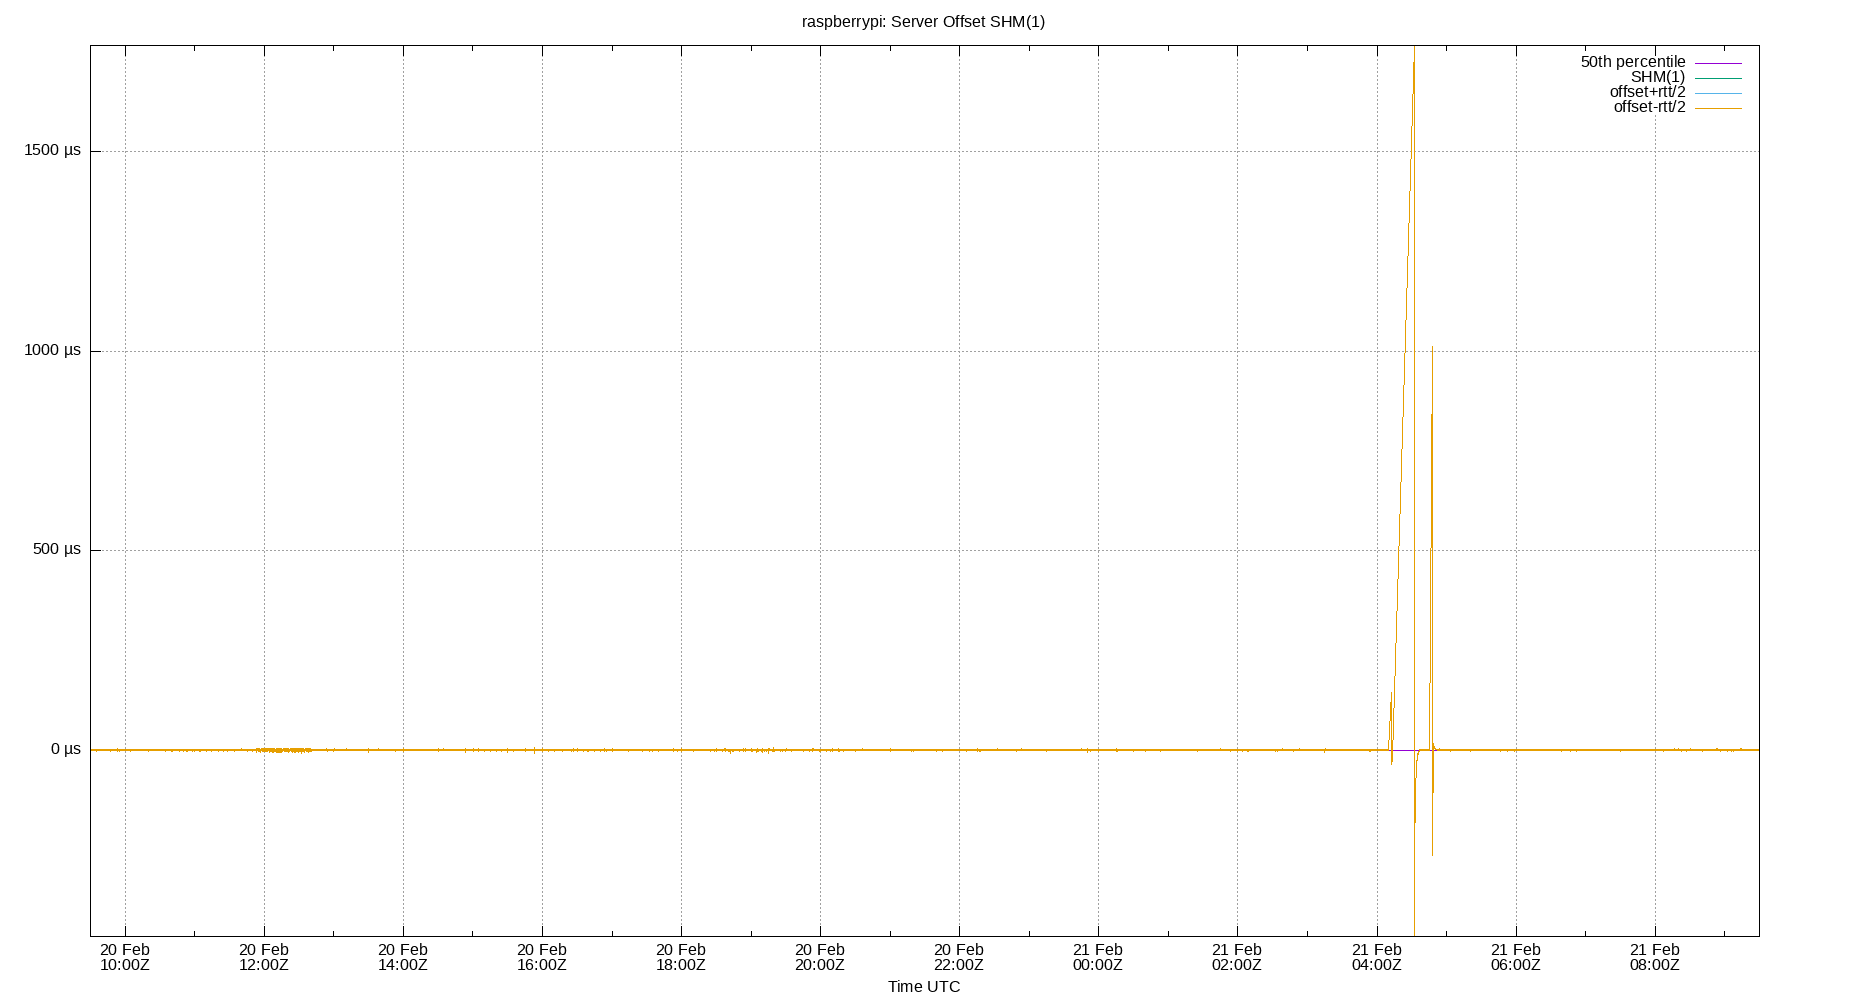 raspberrypi: Server Offset SHM(1)
50th percentile
SHM(1)
offset+rtt/2
offset-rtt/2
1500 µs
1000 µs
500 µs
0 µs
20 Feb 20 Feb 20 Feb 20 Feb 20 Feb 20 Feb 20 Feb 21 Feb 21 Feb 21 Feb 21 Feb 21 Feb
10:00Z 12:00Z 14:00Z 16:00Z 18:00Z 20:00Z 22:00Z 00:00Z 02:00Z 04:00Z 06:00Z 08:00Z
Time UTC